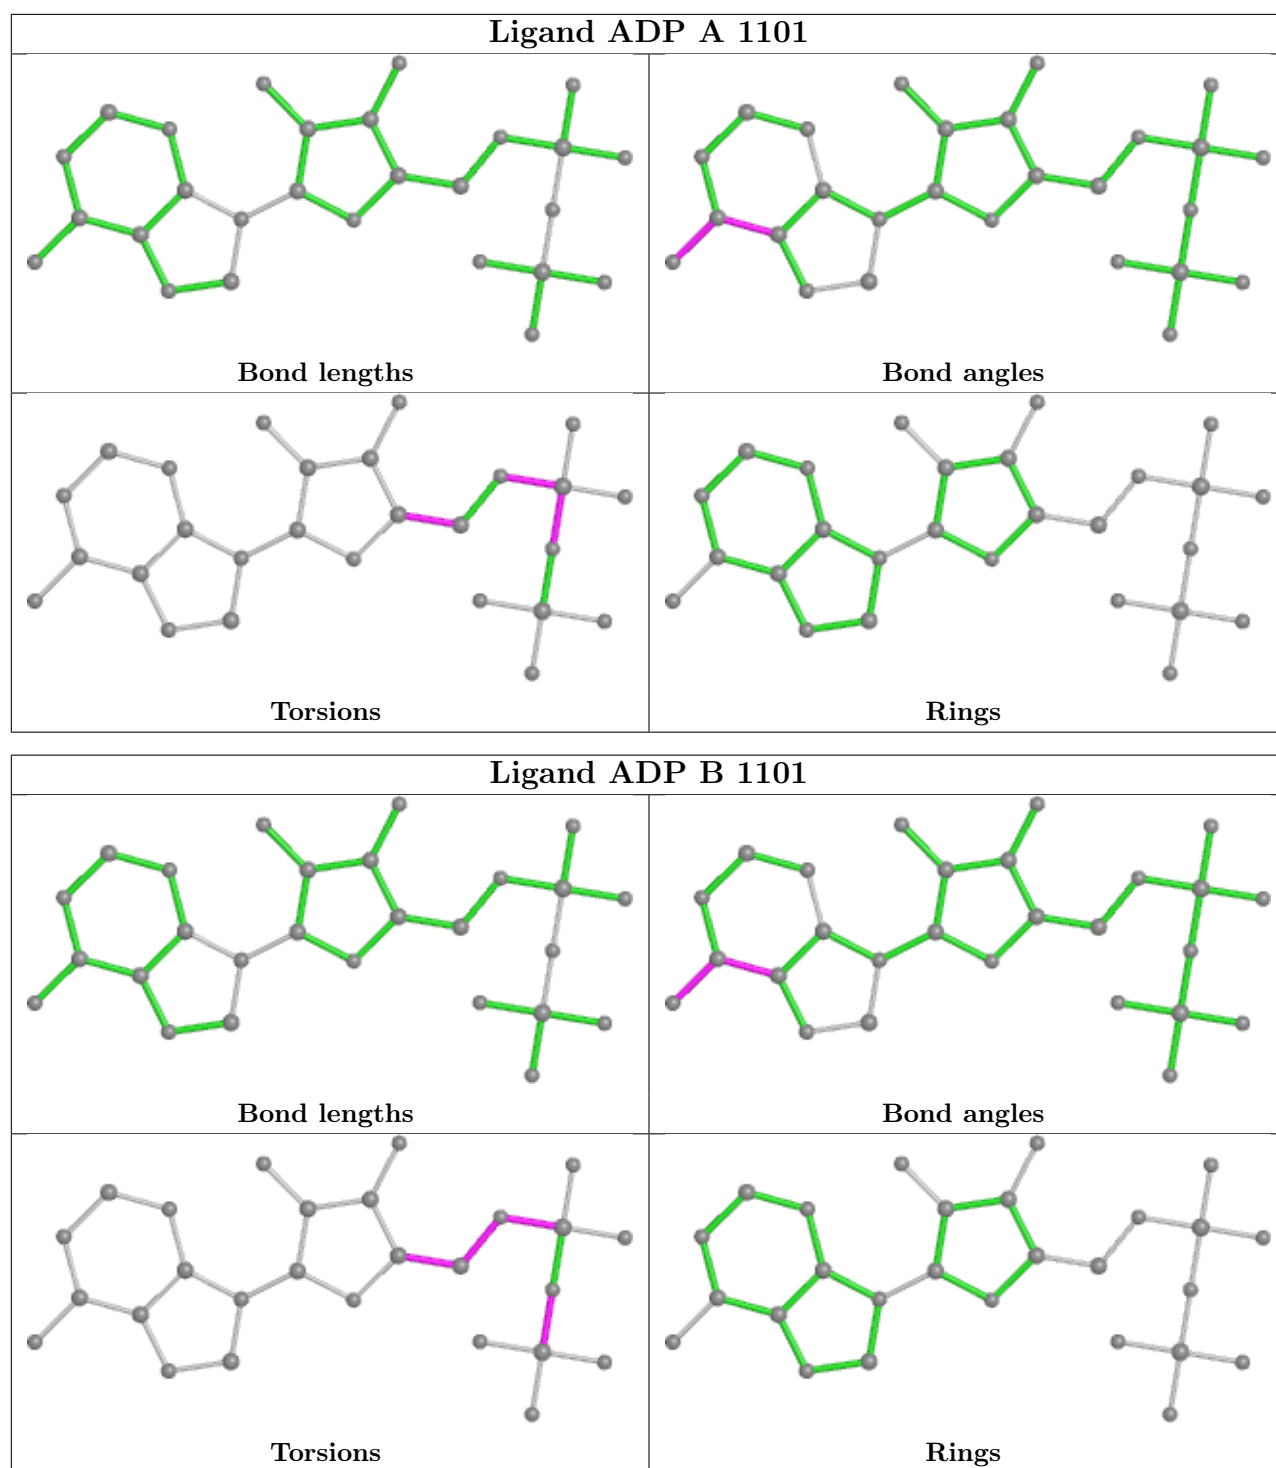 Ligand ADP A 1101
Bond lengths
Bond angles
Torsions
Rings
Ligand ADP B 1101
Bond lengths
Bond angles
Torsions
Rings